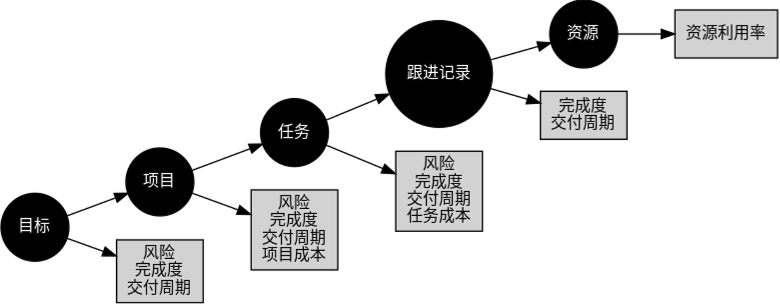 资源
资源利用率
跟进记录
完成度
交付周期
任务
风险
完成度
交付周期
任务成本
项目
风险
完成度
交付周期
项目成本
目标
风险
完成度
交付周期